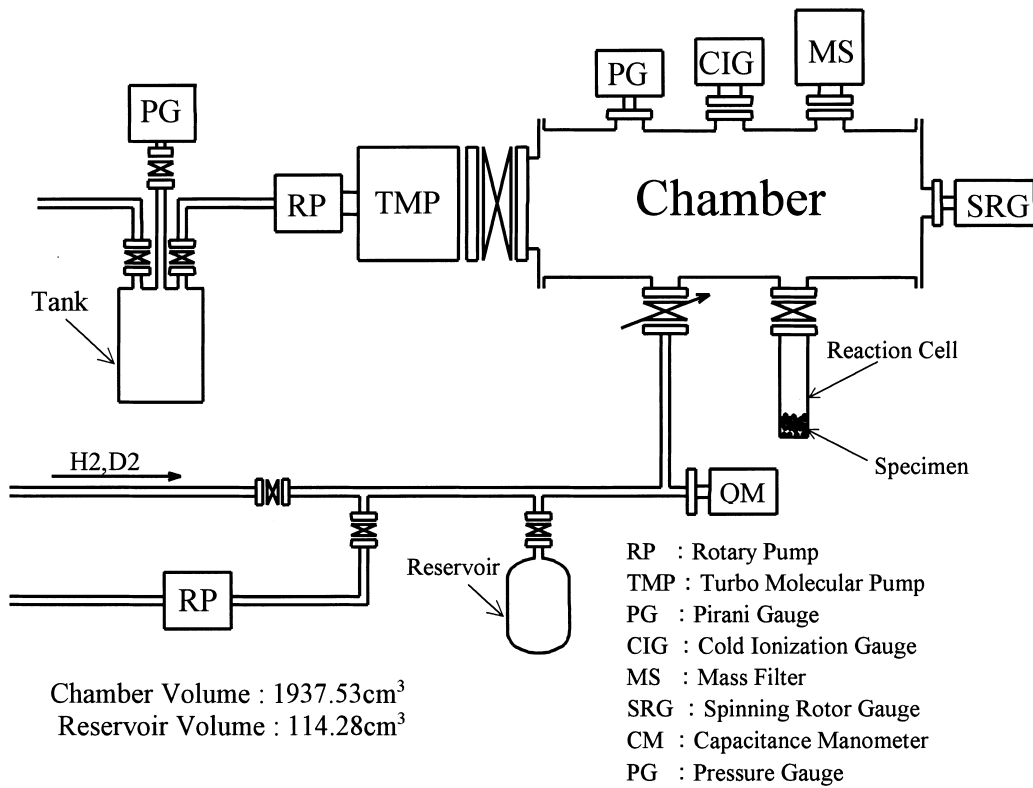 PG
CIG
MS
PG
RP
TMP
Chamber
SRG
Tank
Reaction Cell
Specimen
H2,D2
OM
Reservoir
RP
RP : Rotary Pump
TMP : Turbo Molecular Pump
PG : Pirani Gauge
CIG : Cold Ionization Gauge
MS : Mass Filter
SRG : Spinning Rotor Gauge
CM : Capacitance Manometer
PG : Pressure Gauge
Chamber Volume : 1937.53cm³
Reservoir Volume : 114.28cm³